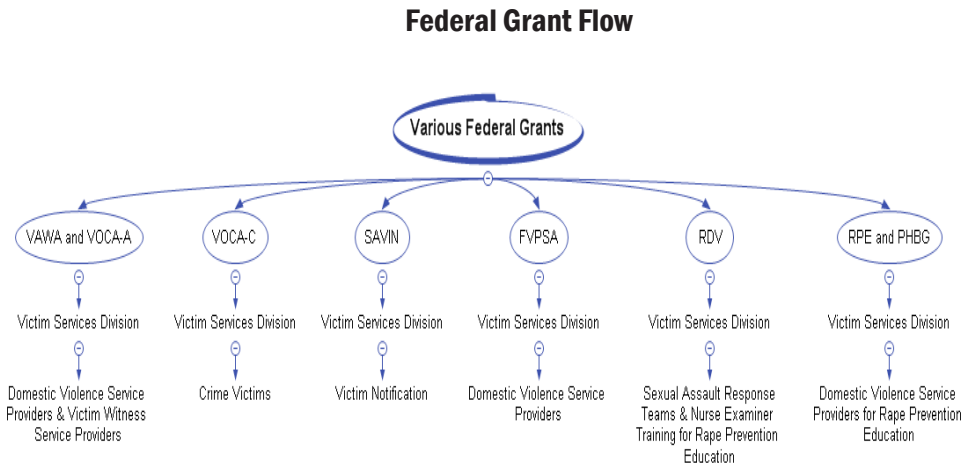 Federal Grant Flow
Various Federal Grants
VAWA and VOCA-A
VOCA-C
SAVIN
FVPSA
RDV
RPE and PHBG
Victim Services Division
Victim Services Division
Victim Services Division
Victim Services Division
Victim Services Division
Victim Services Division
Domestic Violence Service
Providers & Victim Witness
Service Providers
Crime Victims
Victim Notification
Domestic Violence Service
Providers
Sexual Assault Response
Teams & Nurse Examiner
Training for Rape Prevention
Education
Domestic Violence Service
Providers for Rape Prevention
Education